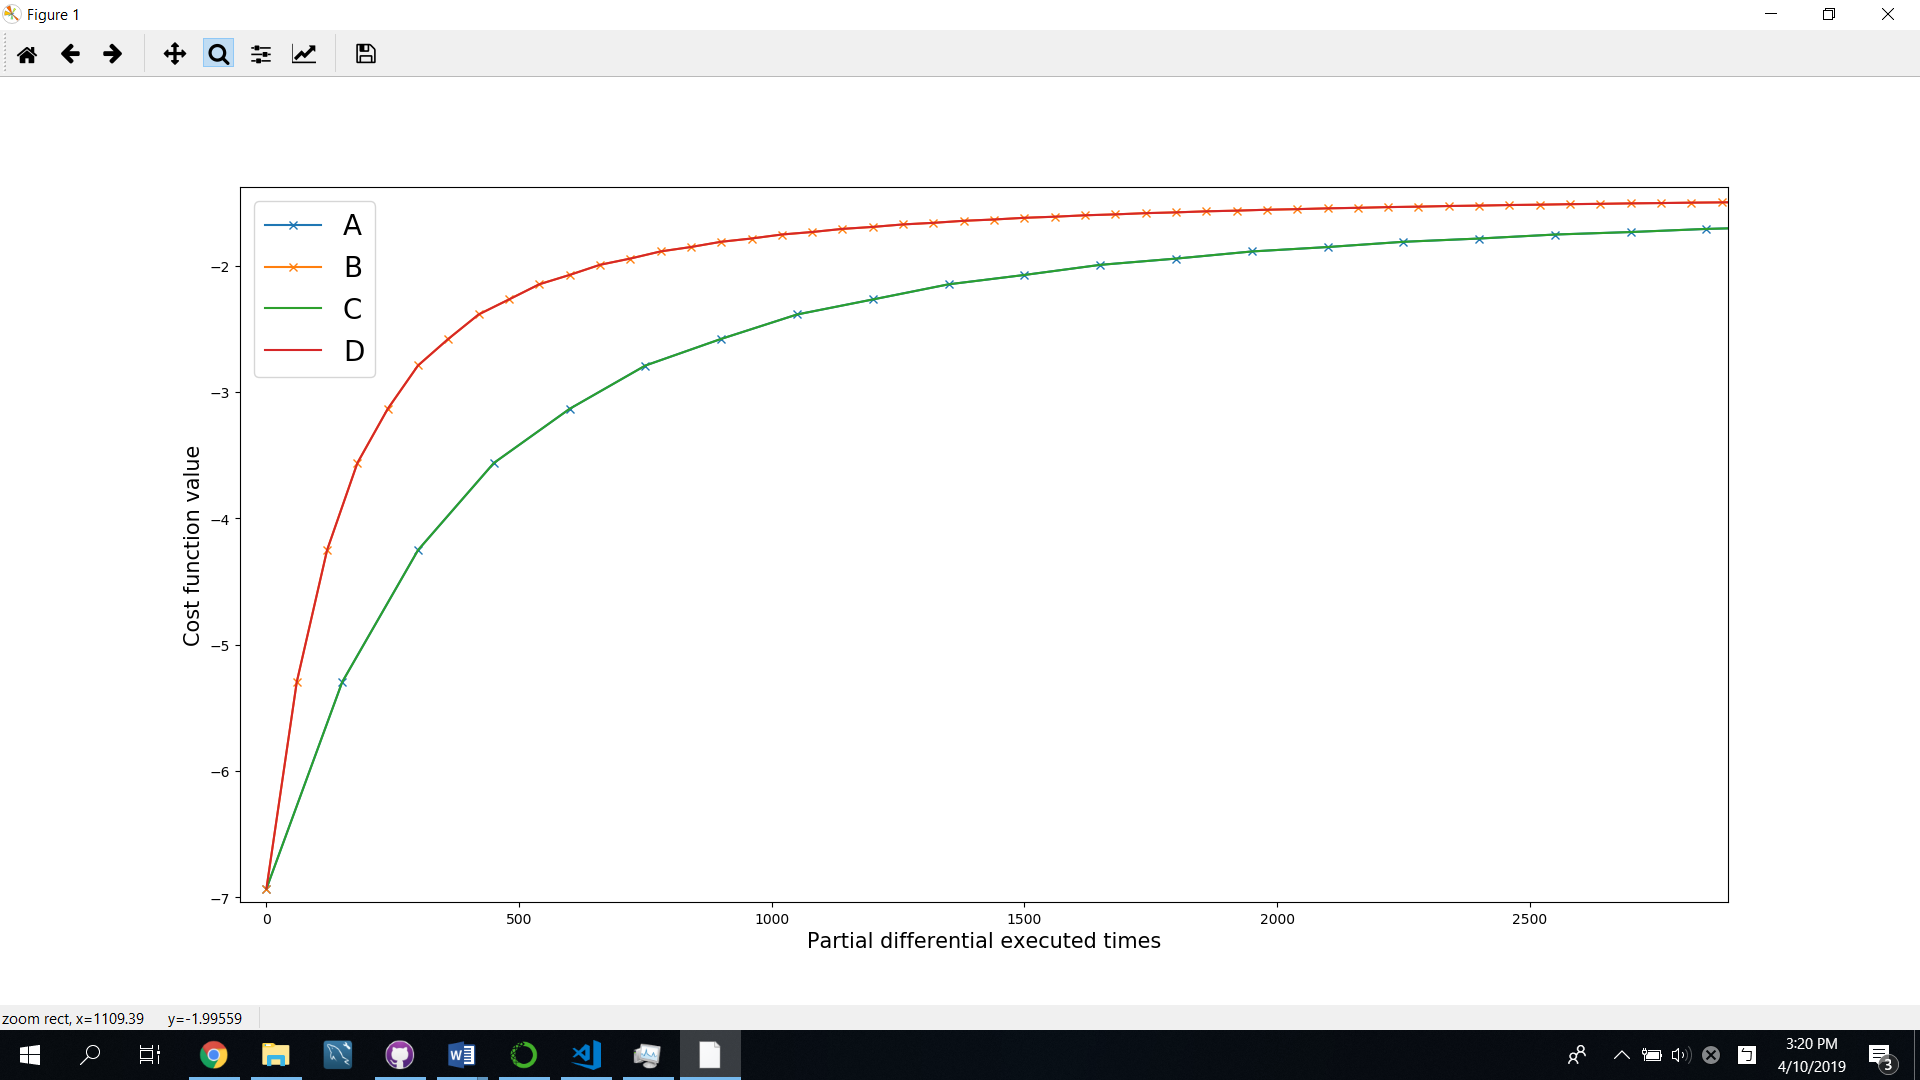 Figure 1
A
B
C
D
−2
−3
−4
−5
−6
−7
Cost function value
0 500 1000 1500 2000 2500
Partial differential executed times
zoom rect, x=1109.39 y=-1.99559
3:20 PM
4/10/2019
3